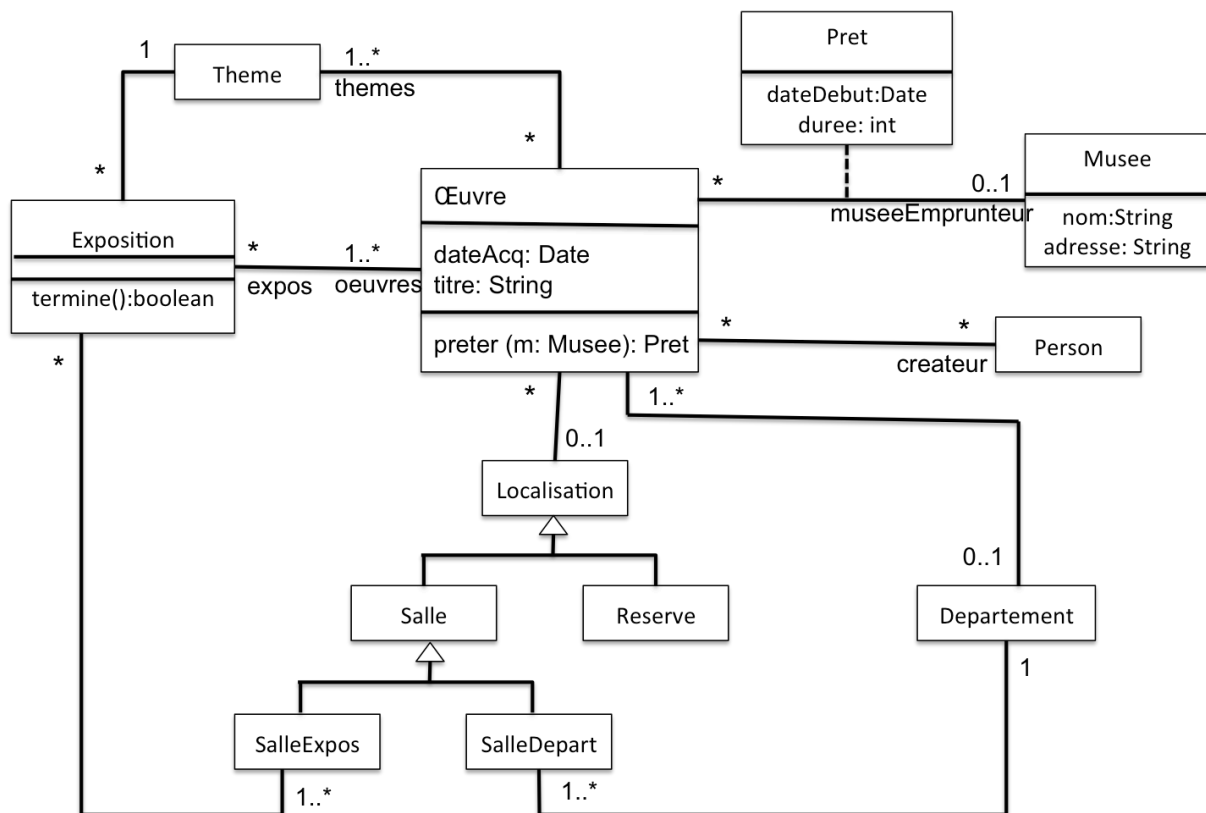 Pret
dateDebut:Date
duree: int
1
Theme
1..*
themes
*
*
Musee
nom:String
adresse: String
*
0..1
museeEmprunteur
Exposition
termine():boolean
*
expos
1..*
oeuvres
Œuvre
dateAcq: Date
titre: String
preter (m: Musee): Pret
*
*
createur
Person
*
*
1..*
0..1
Localisation
0..1
Salle
Reserve
Departement
1
SalleExpos
SalleDepart
1..*
1..*